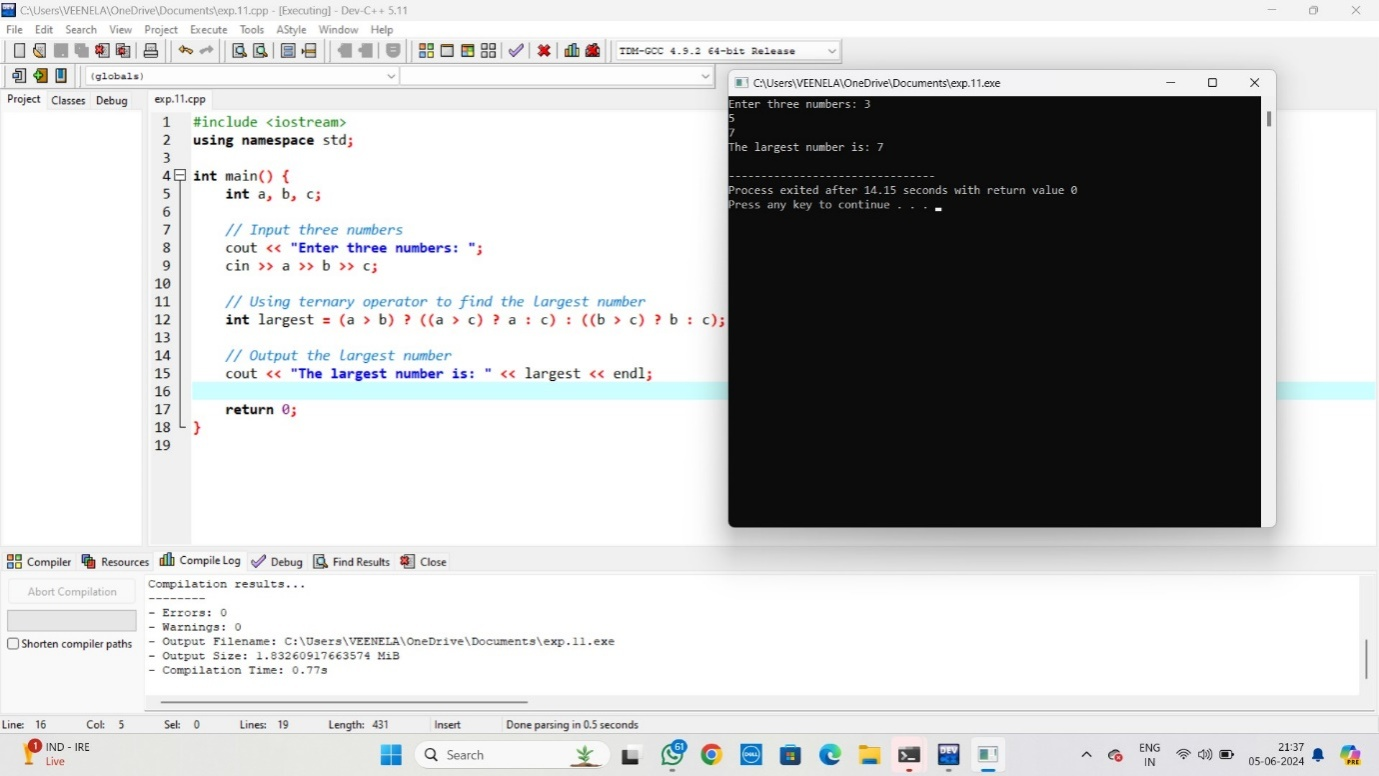 C:\Users\VEENELA\OneDrive\Documents\exp.11.cpp - [Executing] - Dev-C++ 5.11
File Edit Search View Project Execute Tools AStyle Window Help
TDM-GCC 4.9.2 64-bit Release
(globals)
Project Classes Debug
exp.11.cpp
1 #include <iostream>
2 using namespace std;
3
4 int main() {
5 int a, b, c;
6
7 // Input three numbers
8 cout << "Enter three numbers: ";
9 cin >> a >> b >> c;
10
11 // Using ternary operator to find the largest number
12 int largest = (a > b) ? ((a > c) ? a : c) : ((b > c) ? b : c);
13
14 // Output the largest number
15 cout << "The largest number is: " << largest << endl;
16
17 return 0;
18 }
19
C:\Users\VEENELA\OneDrive\Documents\exp.11.exe
Enter three numbers: 3
5
7
The largest number is: 7
--------------------------------
Process exited after 14.15 seconds with return value 0
Press any key to continue . . .
Compiler Resources Compile Log Debug Find Results Close
Abort Compilation
Shorten compiler paths
Compilation results...
--------
- Errors: 0
- Warnings: 0
- Output Filename: C:\Users\VEENELA\OneDrive\Documents\exp.11.exe
- Output Size: 1.83260917663574 MiB
- Compilation Time: 0.77s
Line: 16 Col: 5 Sel: 0 Lines: 19 Length: 431 Insert Done parsing in 0.5 seconds
1
IND - IRE
Live
Search
61
DELL
DEV
ENG
IN
21:37
05-06-2024
PRE